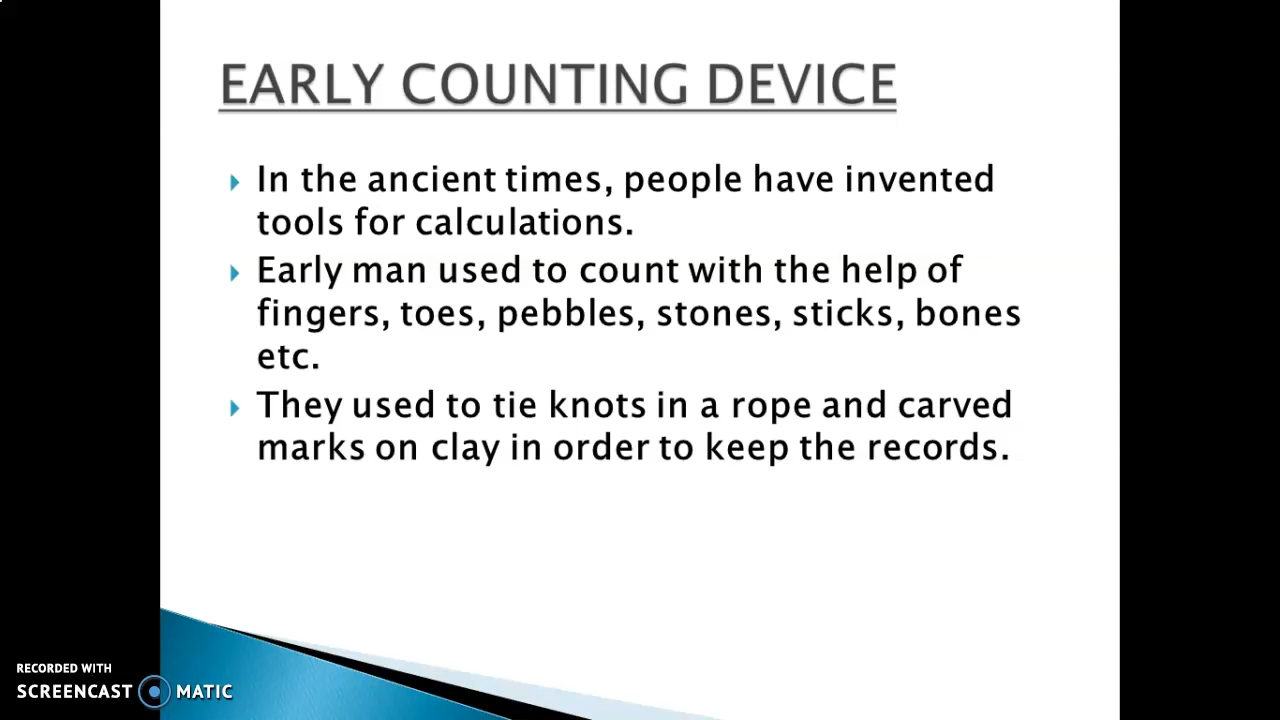 EARLY COUNTING DEVICE
In the ancient times, people have invented
tools for calculations.
Early man used to count with the help of
fingers, toes, pebbles, stones, sticks, bones
etc.
They used to tie knots in a rope and carved
marks on clay in order to keep the records.
RECORDED WITH
SCREENCAST MATIC